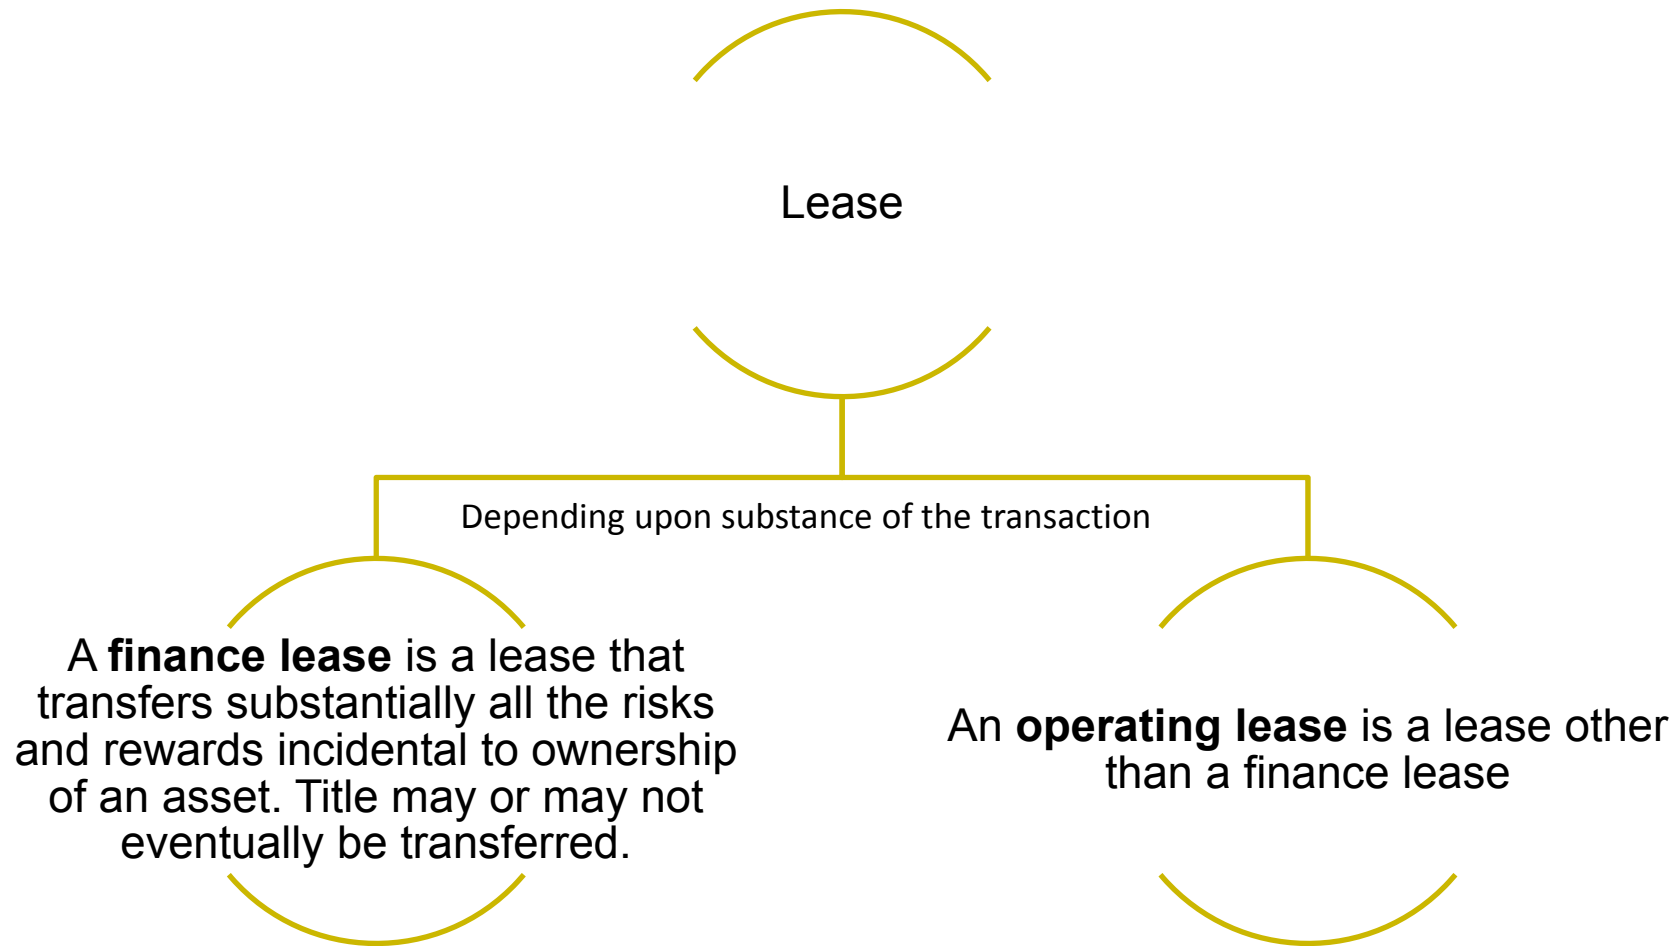 Lease
Depending upon substance of the transaction
A finance lease is a lease that
transfers substantially all the risks
and rewards incidental to ownership
of an asset. Title may or may not
eventually be transferred.
An operating lease is a lease other
than a finance lease